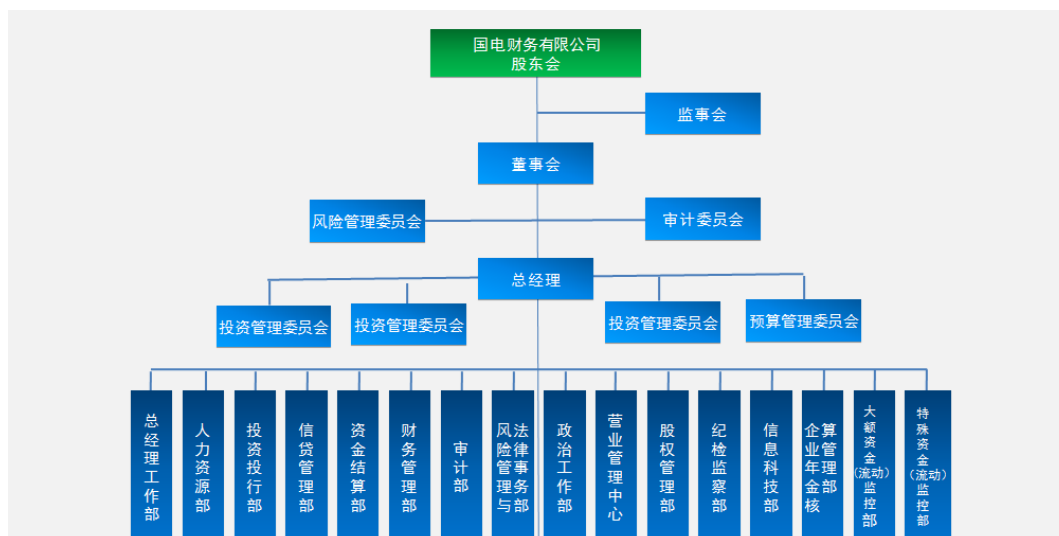 国电财务有限公司
股东会
监事会
董事会
风险管理委员会
审计委员会
总经理
投资管理委员会
投资管理委员会
投资管理委员会
预算管理委员会
总经理工作部
人力资源部
投资投行部
信贷管理部
资金结算部
财务管理部
审计部
风险管理与
法律事务部
政治工作部
营业管理中心
股权管理部
纪检监察部
信息科技部
企业年金核
算管理部
大额资金（流动）监控部
特殊资金（流动）监控部